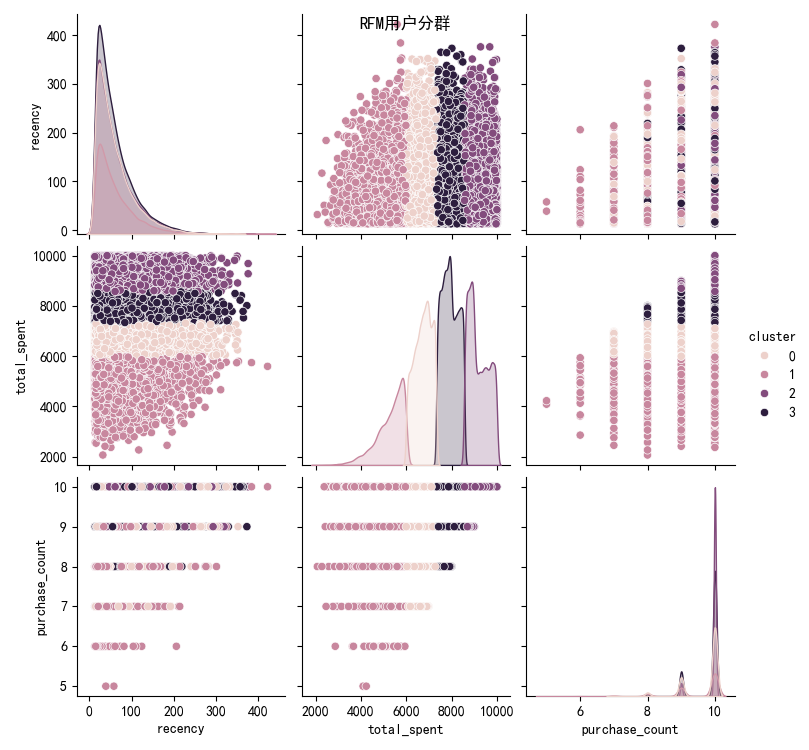 RFM用户分群
400
300
200
100
0
recency
10000
8000
6000
4000
2000
total_spent
cluster
0
1
2
3
10
9
8
7
6
5
purchase_count
0 100 200 300 400
recency
2000 4000 6000 8000 10000
total_spent
6 8 10
purchase_count